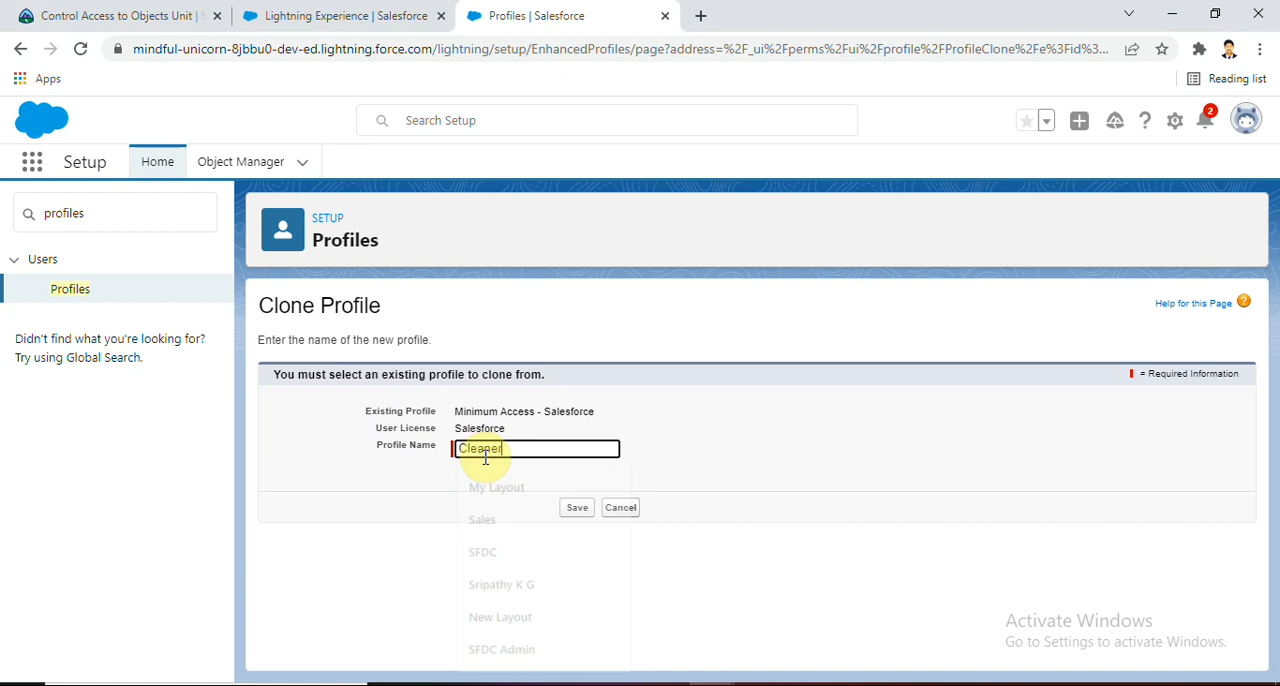 Control Access to Objects Unit |
Lightning Experience | Salesforce
Profiles | Salesforce
mindful-unicorn-8jbbu0-dev-ed.lightning.force.com/lightning/setup/EnhancedProfiles/page?address=%2F_ui%2Fperms%2Fui%2Fprofile%2FProfileClone%2Fe%3Fid%3...
Apps
Reading list
Search Setup
2
Setup
Home
Object Manager
profiles
Users
Profiles
Didn't find what you're looking for?
Try using Global Search.
SETUP
Profiles
Clone Profile
Help for this Page ?
Enter the name of the new profile.
You must select an existing profile to clone from.
= Required Information
Existing Profile Minimum Access - Salesforce
User License Salesforce
Profile Name Cleaner
My Layout
Save Cancel
Sales
SFDC
Sripathy K G
New Layout
SFDC Admin
Activate Windows
Go to Settings to activate Windows.